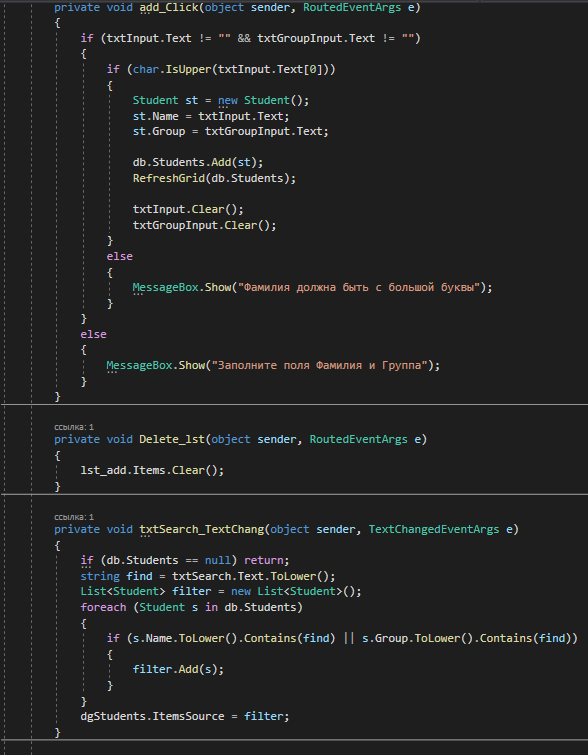 private void add_Click(object sender, RoutedEventArgs e)
{
if (txtInput.Text != "" && txtGroupInput.Text != "")
{
if (char.IsUpper(txtInput.Text[0]))
{
Student st = new Student();
st.Name = txtInput.Text;
st.Group = txtGroupInput.Text;
db.Students.Add(st);
RefreshGrid(db.Students);
txtInput.Clear();
txtGroupInput.Clear();
}
else
{
MessageBox.Show("Фамилия должна быть с большой буквы");
}
}
else
{
MessageBox.Show("Заполните поля Фамилия и Группа");
}
}
ссылка: 1
private void Delete_lst(object sender, RoutedEventArgs e)
{
lst_add.Items.Clear();
}
ссылка: 1
private void txtSearch_TextChang(object sender, TextChangedEventArgs e)
{
if (db.Students == null) return;
string find = txtSearch.Text.ToLower();
List<Student> filter = new List<Student>();
foreach (Student s in db.Students)
{
if (s.Name.ToLower().Contains(find) || s.Group.ToLower().Contains(find))
{
filter.Add(s);
}
}
dgStudents.ItemsSource = filter;
}